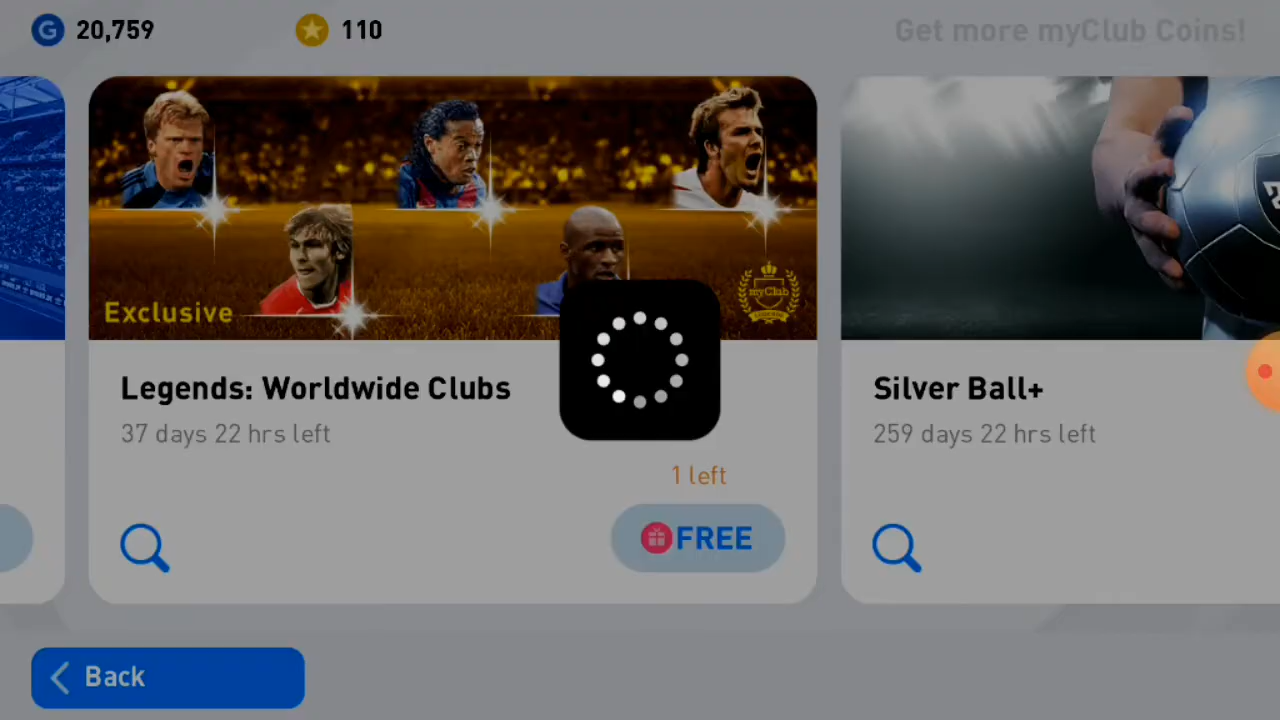 G 20,759
110
Get more myClub Coins!
Exclusive
myClub
Legends: Worldwide Clubs
37 days 22 hrs left
1 left
FREE
Silver Ball+
259 days 22 hrs left
Back